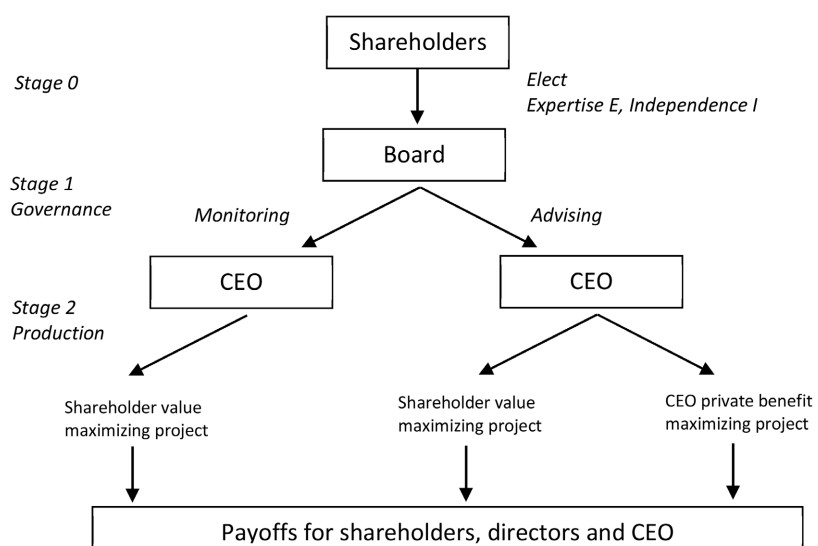 Shareholders
Stage 0
Elect
Expertise E, Independence I
Board
Stage 1
Governance
Monitoring
Advising
CEO
CEO
Stage 2
Production
Shareholder value
maximizing project
Shareholder value
maximizing project
CEO private benefit
maximizing project
Payoffs for shareholders, directors and CEO